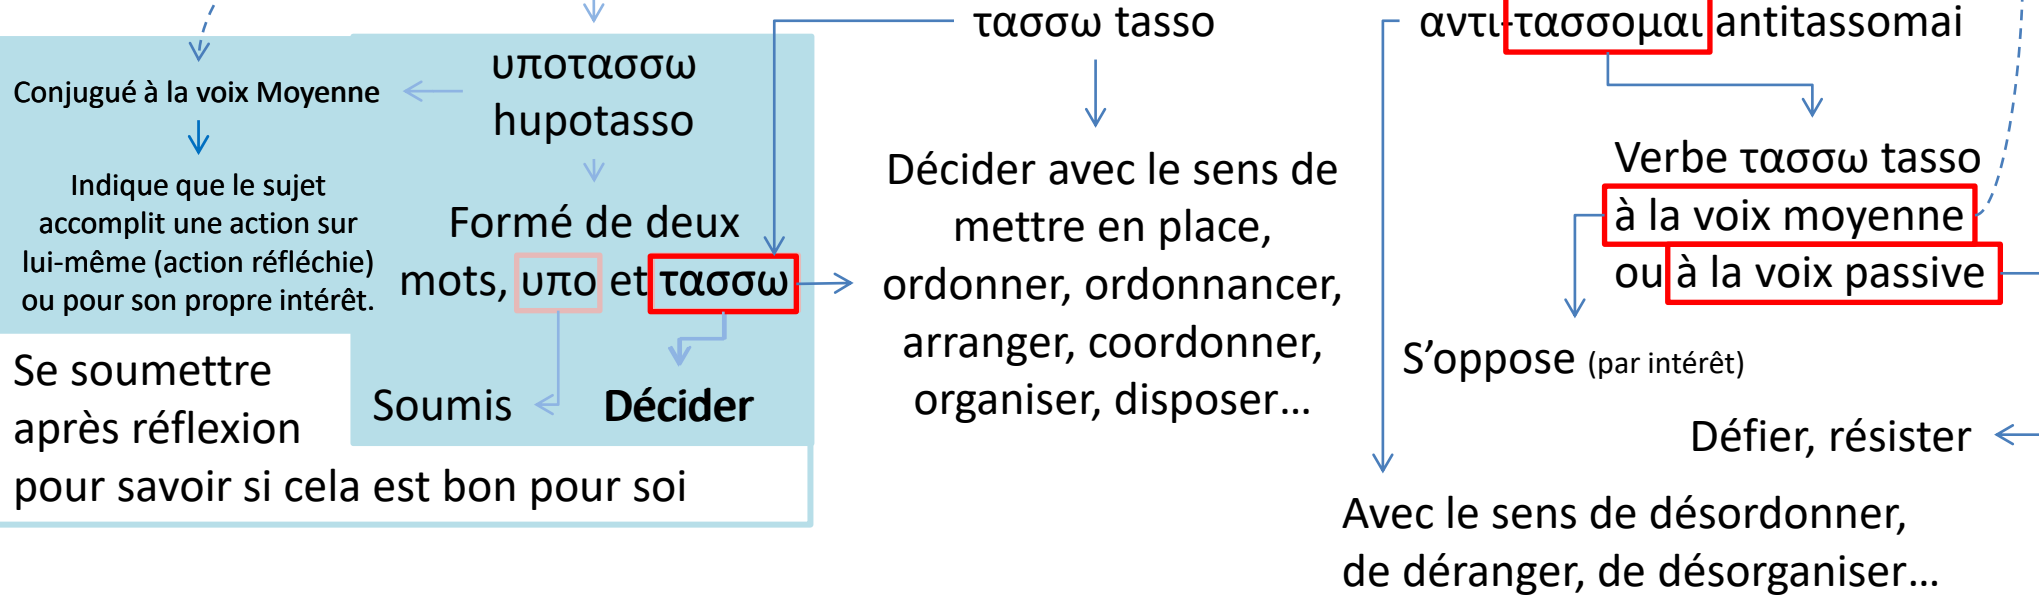 Conjugué à la voix Moyenne
Indique que le sujet
accomplit une action sur
lui-même (action réfléchie)
ou pour son propre intérêt.
υποτασσω
hupotasso
Formé de deux
mots, υπο et τασσω
Soumis
Décider
Se soumettre
après réflexion
pour savoir si cela est bon pour soi
τασσω tasso
Décider avec le sens de
mettre en place,
ordonner, ordonnancer,
arranger, coordonner,
organiser, disposer…
αντι-τασσομαι antitassomai
Verbe τασσω tasso
à la voix moyenne
ou à la voix passive
S’oppose (par intérêt)
Défier, résister
Avec le sens de désordonner,
de déranger, de désorganiser…